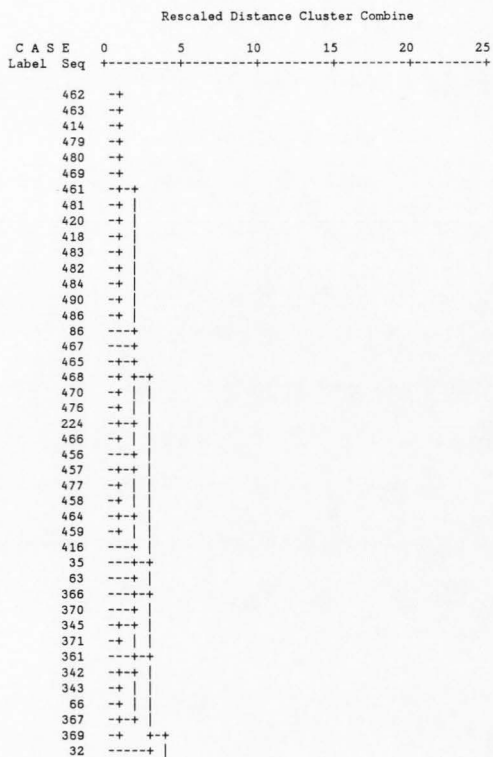 Rescaled Distance Cluster Combine
C A S E 0 5 10 15 20 25
Label Seq +---------+---------+---------+---------+---------+
462 -+
463 -+
414 -+
479 -+
480 -+
469 -+
461 -+-+
481 -+ |
420 -+ |
418 -+ |
483 -+ |
482 -+ |
484 -+ |
490 -+ |
486 -+ |
86 ---+
467 ---+
465 -+-+
468 -+ +-+
470 -+ | |
476 -+ | |
224 -+-+ |
466 -+ | |
456 ---+ |
457 -+-+ |
477 -+ | |
458 -+ | |
464 -+-+ |
459 -+ | |
416 ---+ |
35 ---+-+
63 ---+ |
366 ---+-+
370 ---+ |
345 -+-+ |
371 -+ | |
361 ---+-+
342 -+-+ |
343 -+ | |
66 -+ | |
367 -+-+ |
369 -+ +-+
32 -----+ |